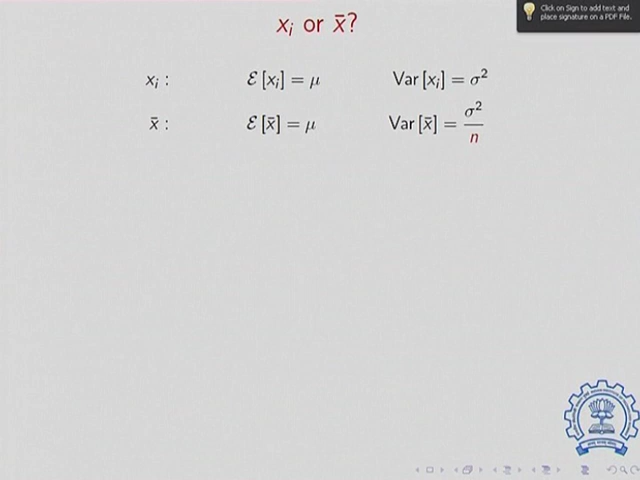 Click on Sign to add text and
place signature on a PDF File.
xᵢ or x̄?
xᵢ : ℰ [xᵢ] = μ Var [xᵢ] = σ²
x̄ : ℰ [x̄] = μ Var [x̄] = σ²/n